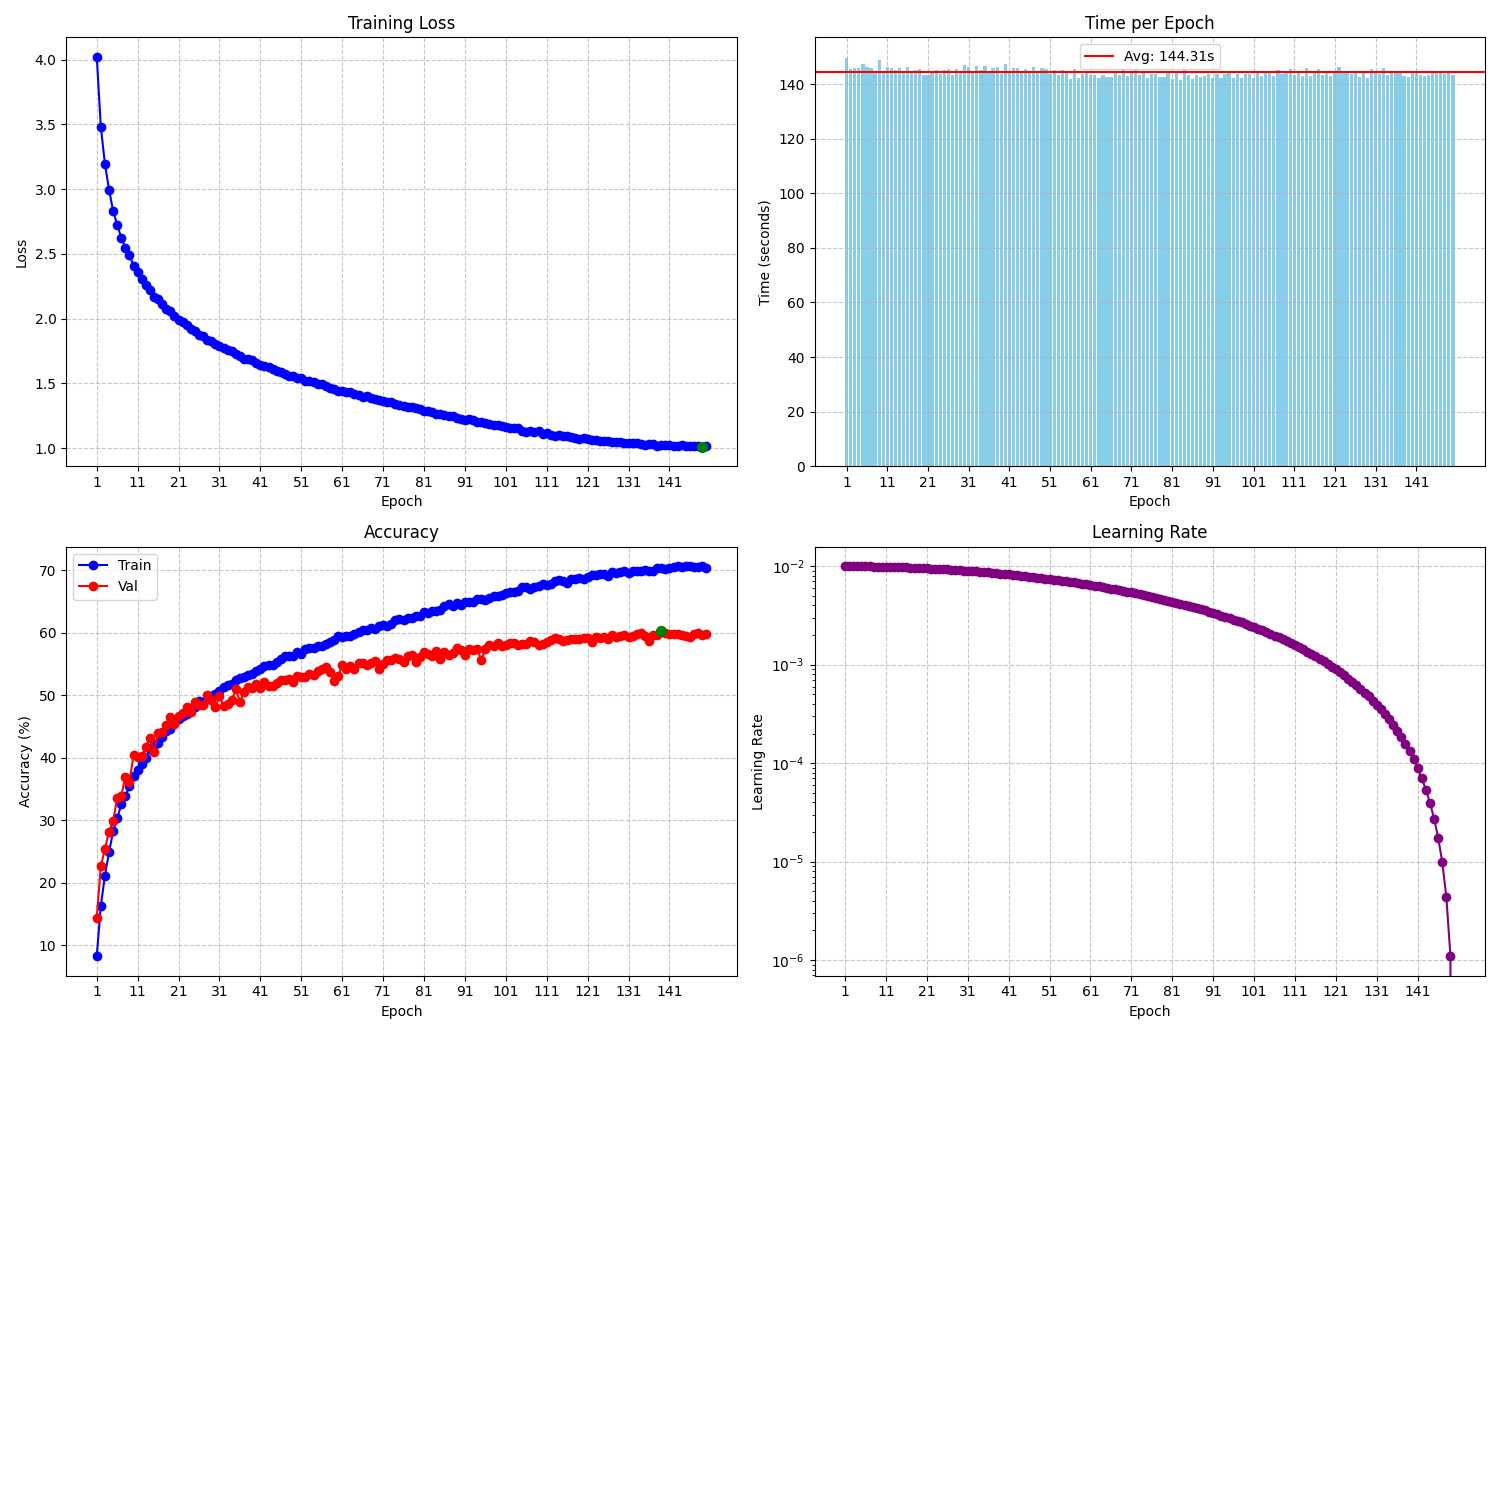 Training Loss
4.0
3.5
3.0
2.5
2.0
1.5
1.0
Loss
1 11 21 31 41 51 61 71 81 91 101 111 121 131 141
Epoch
Time per Epoch
Avg: 144.31s
140
120
100
80
60
40
20
0
Time (seconds)
1 11 21 31 41 51 61 71 81 91 101 111 121 131 141
Epoch
Accuracy
Train
Val
70
60
50
40
30
20
10
Accuracy (%)
1 11 21 31 41 51 61 71 81 91 101 111 121 131 141
Epoch
Learning Rate
10⁻²
10⁻³
10⁻⁴
10⁻⁵
10⁻⁶
Learning Rate
1 11 21 31 41 51 61 71 81 91 101 111 121 131 141
Epoch